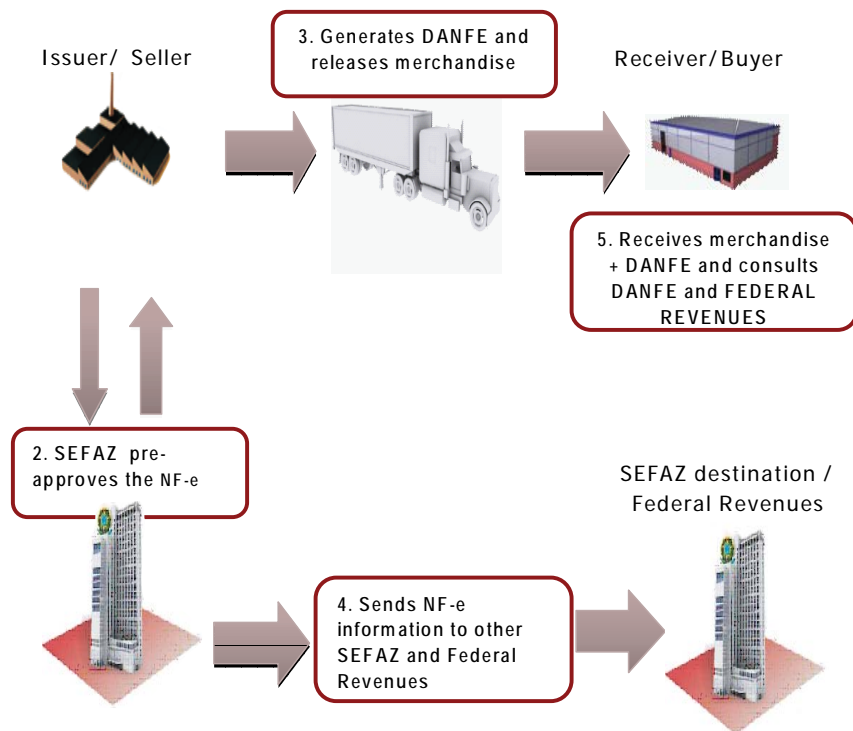 Issuer/ Seller
3. Generates DANFE and
releases merchandise
Receiver/Buyer
5. Receives merchandise
+ DANFE and consults
DANFE and FEDERAL
REVENUES
2. SEFAZ pre-
approves the NF-e
SEFAZ destination /
Federal Revenues
4. Sends NF-e
information to other
SEFAZ and Federal
Revenues